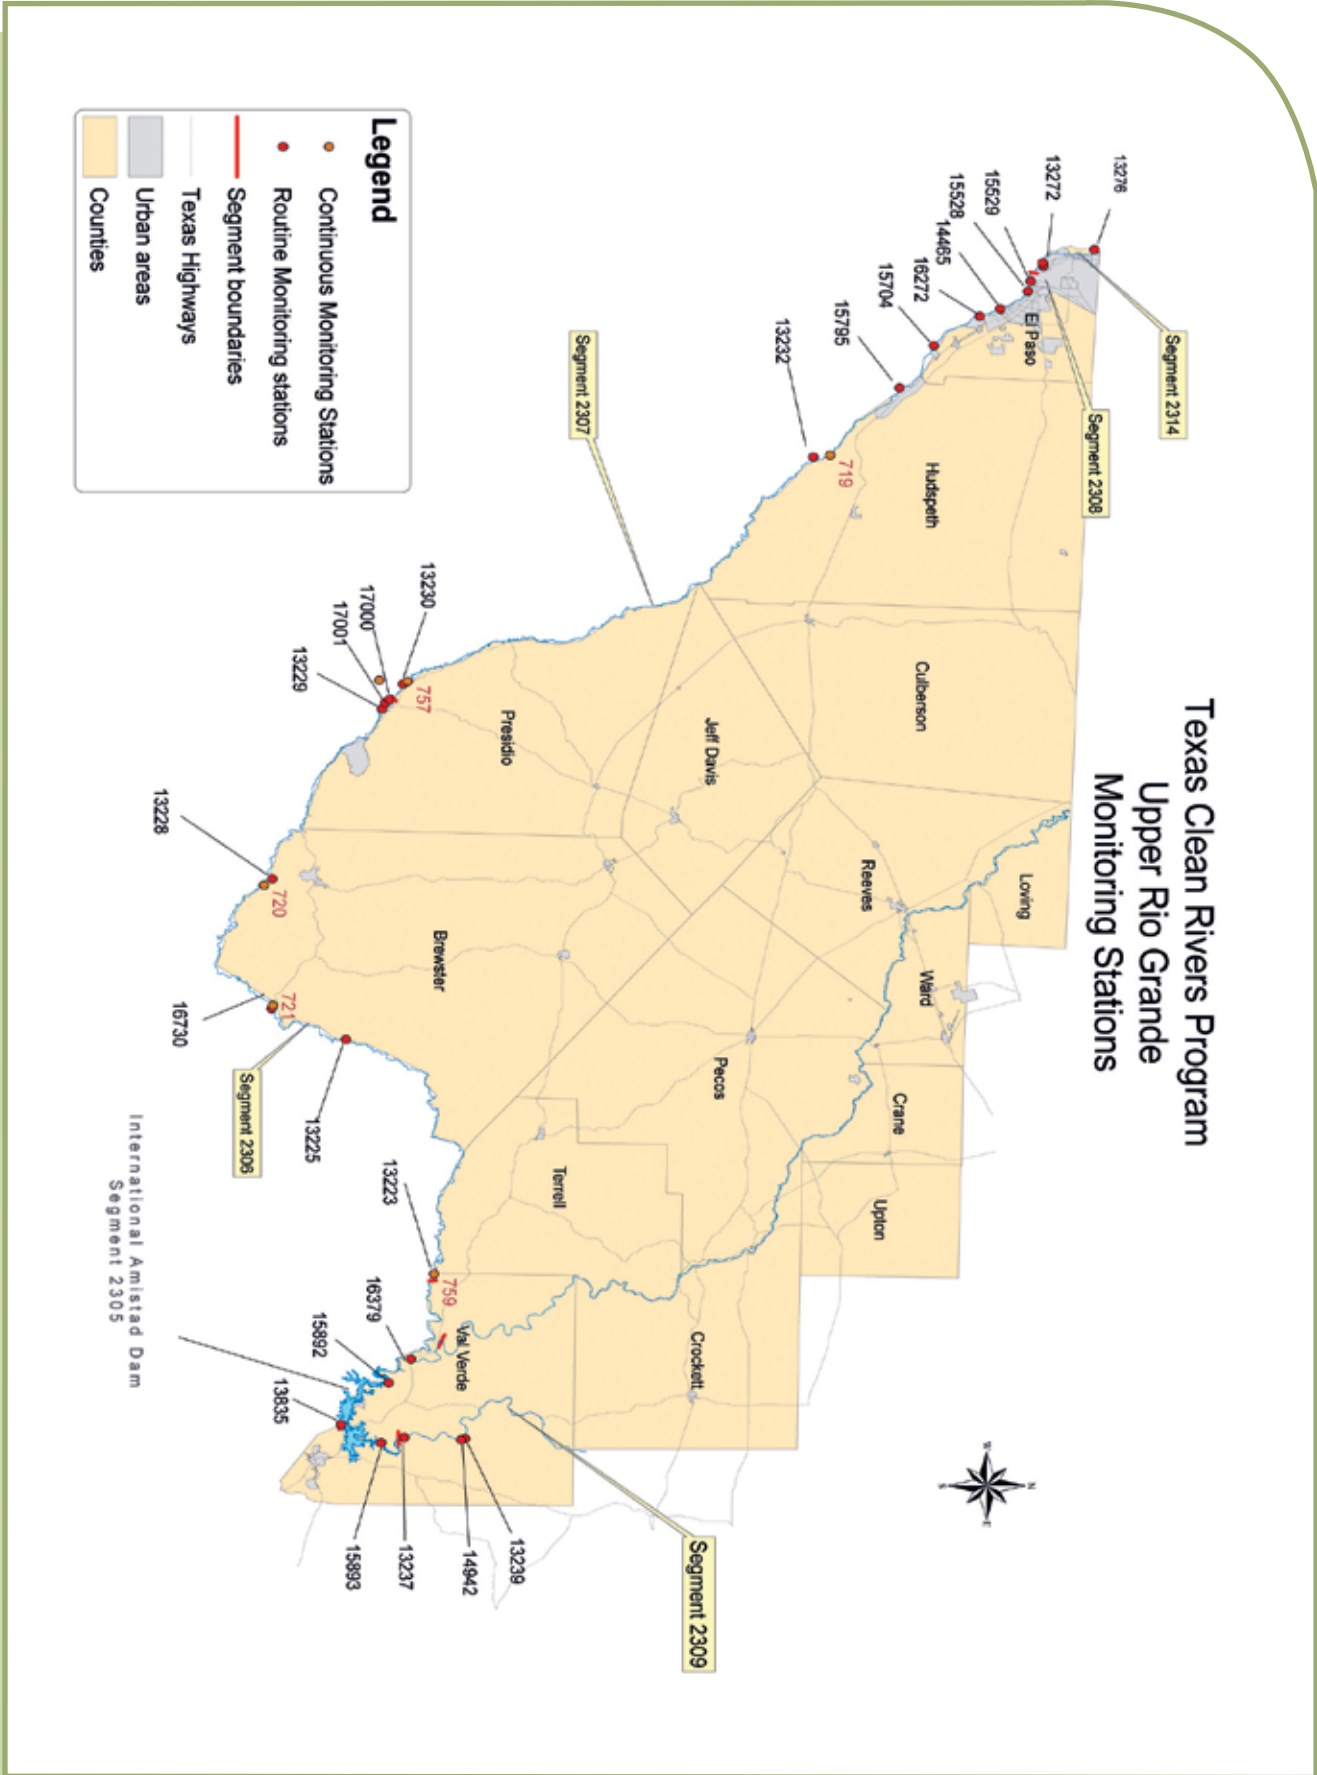 Texas Clean Rivers Program
Upper Rio Grande
Monitoring Stations
13276
13272
15529
15528
14465
16272
15704
15795
13232
Segment 2314
Segment 2308
El Paso
719
Hudspeth
Segment 2307
Culberson
Loving
Reeves
Ward
Jeff Davis
Crane
Upton
Pecos
Presidio
13230
17000
17001
13229
757
Brewster
Terrell
Crockett
13228
720
721
16730
Segment 2306
13225
13223
759
Val Verde
16379
15892
13835
International Amistad Dam
Segment 2305
15893
13237
14942
13239
Segment 2309
N
W
E
S
Legend
Continuous Monitoring Stations
Routine Monitoring stations
Segment boundaries
Texas Highways
Urban areas
Counties